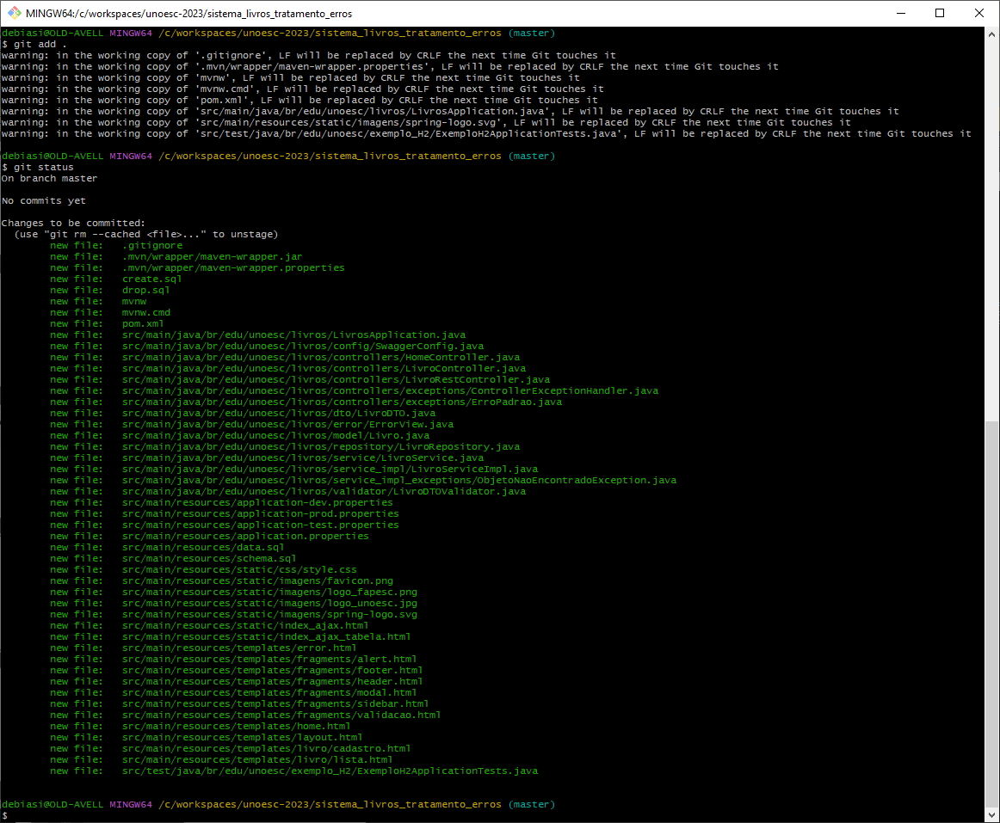 MINGW64:/c/workspaces/unoesc-2023/sistema_livros_tratamento_erros
debiasi@OLD-AVELL MINGW64 /c/workspaces/unoesc-2023/sistema_livros_tratamento_erros (master)
$ git add .
warning: in the working copy of '.gitignore', LF will be replaced by CRLF the next time Git touches it
warning: in the working copy of '.mvn/wrapper/maven-wrapper.properties', LF will be replaced by CRLF the next time Git touches it
warning: in the working copy of 'mvnw', LF will be replaced by CRLF the next time Git touches it
warning: in the working copy of 'mvnw.cmd', LF will be replaced by CRLF the next time Git touches it
warning: in the working copy of 'pom.xml', LF will be replaced by CRLF the next time Git touches it
warning: in the working copy of 'src/main/java/br/edu/unoesc/livros/LivrosApplication.java', LF will be replaced by CRLF the next time Git touches it
warning: in the working copy of 'src/main/resources/static/imagens/spring-logo.svg', LF will be replaced by CRLF the next time Git touches it
warning: in the working copy of 'src/test/java/br/edu/unoesc/exemplo_H2/ExemploH2ApplicationTests.java', LF will be replaced by CRLF the next time Git touches it
debiasi@OLD-AVELL MINGW64 /c/workspaces/unoesc-2023/sistema_livros_tratamento_erros (master)
$ git status
On branch master
No commits yet
Changes to be committed:
  (use "git rm --cached <file>..." to unstage)
        new file:   .gitignore
        new file:   .mvn/wrapper/maven-wrapper.jar
        new file:   .mvn/wrapper/maven-wrapper.properties
        new file:   create.sql
        new file:   drop.sql
        new file:   mvnw
        new file:   mvnw.cmd
        new file:   pom.xml
        new file:   src/main/java/br/edu/unoesc/livros/LivrosApplication.java
        new file:   src/main/java/br/edu/unoesc/livros/config/SwaggerConfig.java
        new file:   src/main/java/br/edu/unoesc/livros/controllers/HomeController.java
        new file:   src/main/java/br/edu/unoesc/livros/controllers/LivroController.java
        new file:   src/main/java/br/edu/unoesc/livros/controllers/LivroRestController.java
        new file:   src/main/java/br/edu/unoesc/livros/controllers/exceptions/ControllerExceptionHandler.java
        new file:   src/main/java/br/edu/unoesc/livros/controllers/exceptions/ErroPadrao.java
        new file:   src/main/java/br/edu/unoesc/livros/dto/LivroDTO.java
        new file:   src/main/java/br/edu/unoesc/livros/error/ErrorView.java
        new file:   src/main/java/br/edu/unoesc/livros/model/Livro.java
        new file:   src/main/java/br/edu/unoesc/livros/repository/LivroRepository.java
        new file:   src/main/java/br/edu/unoesc/livros/service/LivroService.java
        new file:   src/main/java/br/edu/unoesc/livros/service_impl/LivroServiceImpl.java
        new file:   src/main/java/br/edu/unoesc/livros/service_impl_exceptions/ObjetoNaoEncontradoException.java
        new file:   src/main/java/br/edu/unoesc/livros/validator/LivroDTOValidator.java
        new file:   src/main/resources/application-dev.properties
        new file:   src/main/resources/application-prod.properties
        new file:   src/main/resources/application-test.properties
        new file:   src/main/resources/application.properties
        new file:   src/main/resources/data.sql
        new file:   src/main/resources/schema.sql
        new file:   src/main/resources/static/css/style.css
        new file:   src/main/resources/static/imagens/favicon.png
        new file:   src/main/resources/static/imagens/logo_fapesc.png
        new file:   src/main/resources/static/imagens/logo_unoesc.jpg
        new file:   src/main/resources/static/imagens/spring-logo.svg
        new file:   src/main/resources/static/index_ajax.html
        new file:   src/main/resources/static/index_ajax_tabela.html
        new file:   src/main/resources/templates/error.html
        new file:   src/main/resources/templates/fragments/alert.html
        new file:   src/main/resources/templates/fragments/footer.html
        new file:   src/main/resources/templates/fragments/header.html
        new file:   src/main/resources/templates/fragments/modal.html
        new file:   src/main/resources/templates/fragments/sidebar.html
        new file:   src/main/resources/templates/fragments/validacao.html
        new file:   src/main/resources/templates/home.html
        new file:   src/main/resources/templates/layout.html
        new file:   src/main/resources/templates/livro/cadastro.html
        new file:   src/main/resources/templates/livro/lista.html
        new file:   src/test/java/br/edu/unoesc/exemplo_H2/ExemploH2ApplicationTests.java
debiasi@OLD-AVELL MINGW64 /c/workspaces/unoesc-2023/sistema_livros_tratamento_erros (master)
$